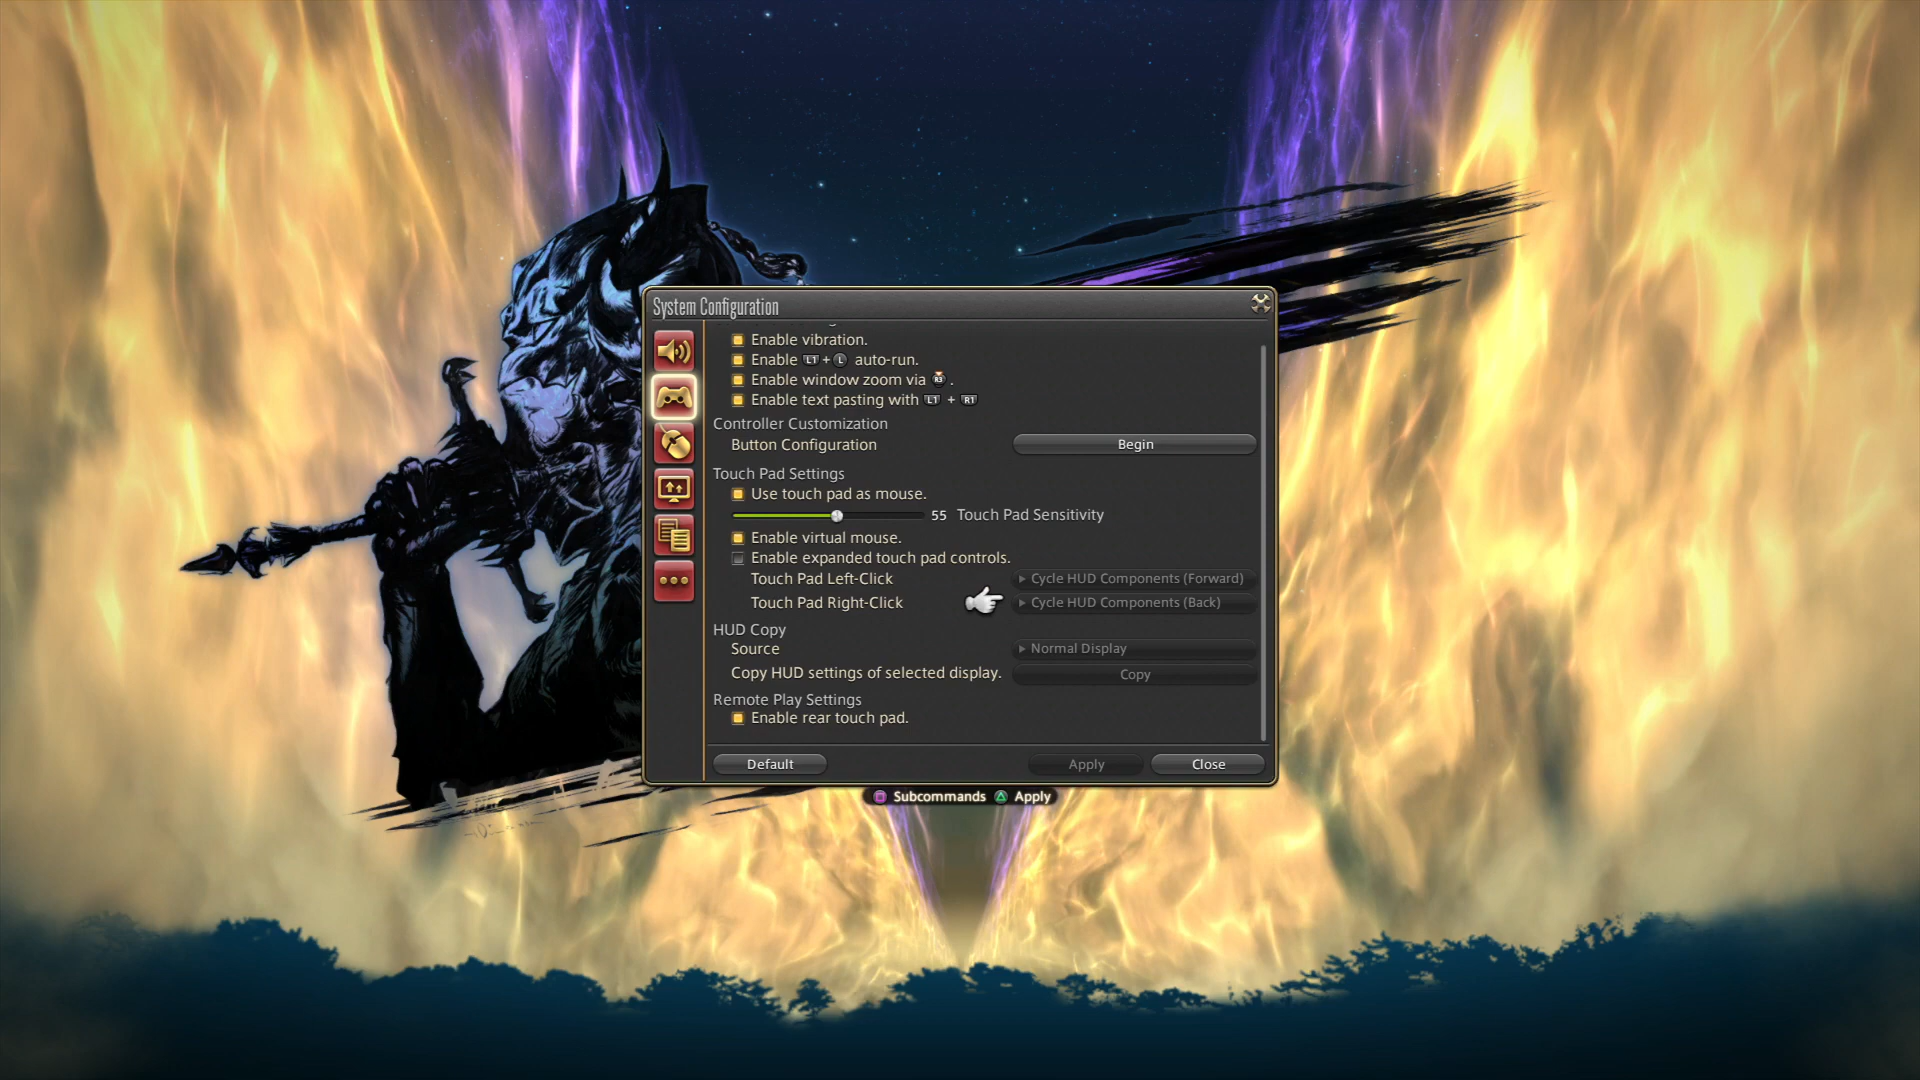 System Configuration
Enable vibration.
Enable L1 + L auto-run.
Enable window zoom via R3 .
Enable text pasting with L1 + R1
Controller Customization
Button Configuration Begin
Touch Pad Settings
Use touch pad as mouse.
55 Touch Pad Sensitivity
Enable virtual mouse.
Enable expanded touch pad controls.
Touch Pad Left-Click Cycle HUD Components (Forward)
Touch Pad Right-Click Cycle HUD Components (Back)
HUD Copy
Source Normal Display
Copy HUD settings of selected display. Copy
Remote Play Settings
Enable rear touch pad.
Default Apply Close
Subcommands Apply